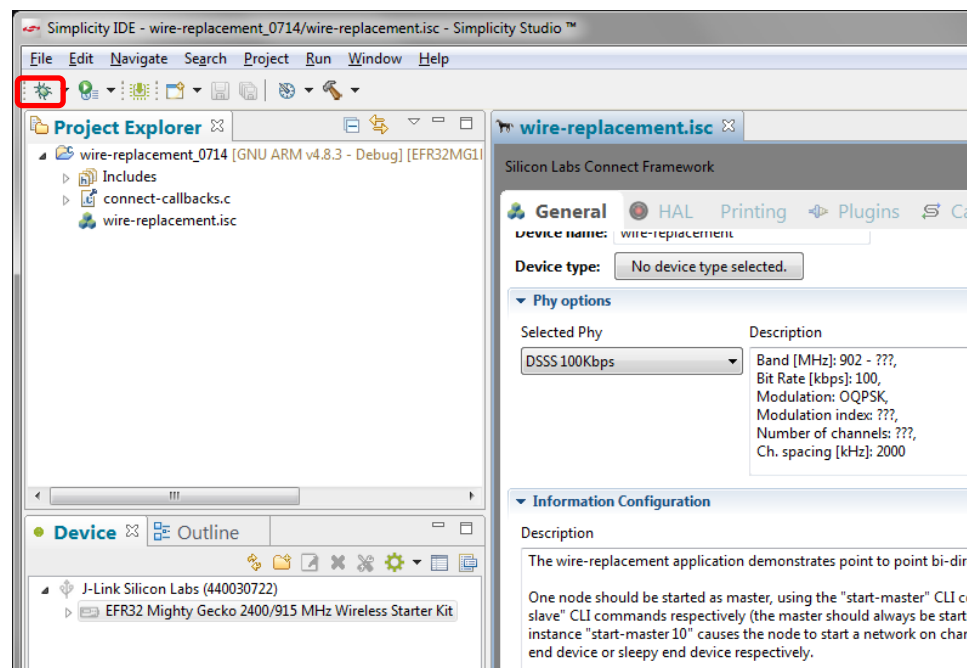 Simplicity IDE - wire-replacement_0714/wire-replacement.isc - Simplicity Studio ™
File Edit Navigate Search Project Run Window Help
Project Explorer
wire-replacement_0714 [GNU ARM v4.8.3 - Debug] [EFR32MG1
Includes
connect-callbacks.c
wire-replacement.isc
Device Outline
J-Link Silicon Labs (440030722)
EFR32 Mighty Gecko 2400/915 MHz Wireless Starter Kit
wire-replacement.isc
Silicon Labs Connect Framework
General HAL Printing Plugins Ca
Device name: wire-replacement
Device type: No device type selected.
Phy options
Selected Phy Description
DSSS 100Kbps
Band [MHz]: 902 - ???,
Bit Rate [kbps]: 100,
Modulation: OQPSK,
Modulation index: ???,
Number of channels: ???,
Ch. spacing [kHz]: 2000
Information Configuration
Description
The wire-replacement application demonstrates point to point bi-dir
One node should be started as master, using the "start-master" CLI c
slave" CLI commands respectively (the master should always be start
instance "start-master 10" causes the node to start a network on chan
end device or sleepy end device respectively.